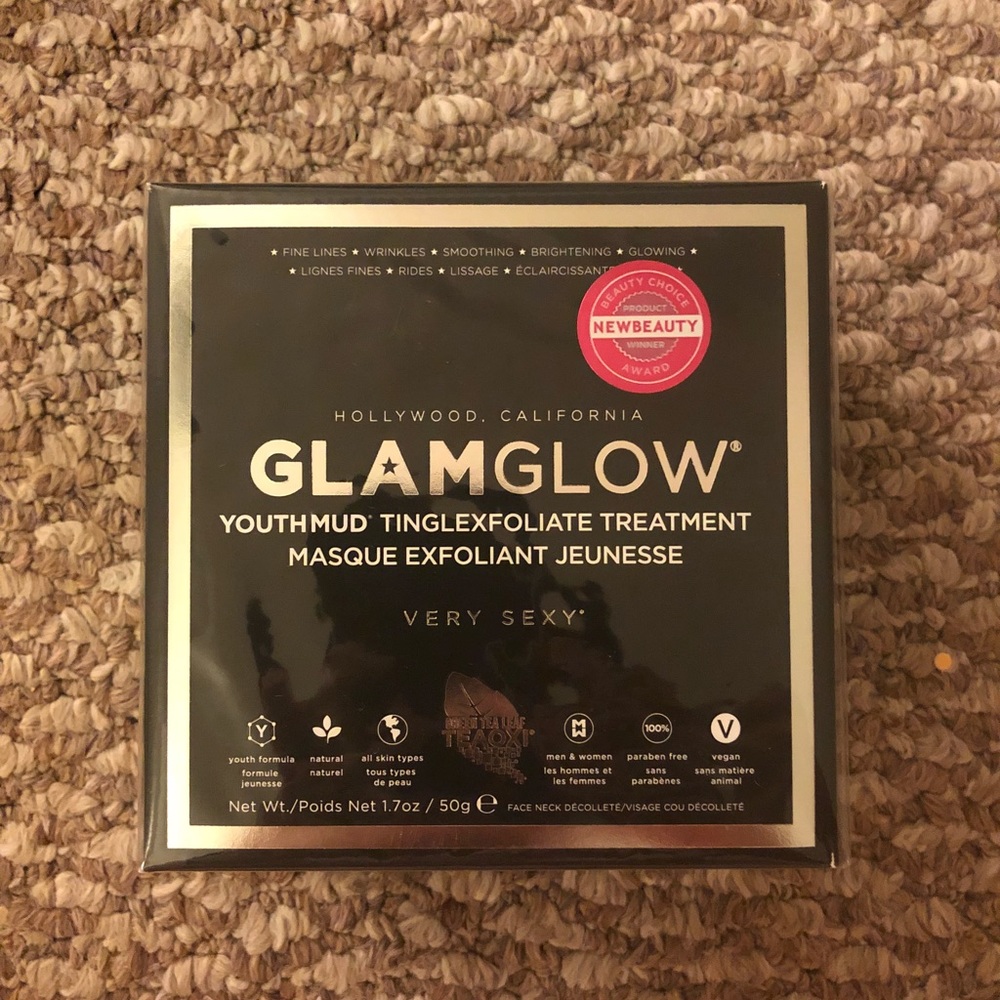 ★ FINE LINES ★ WRINKLES ★ SMOOTHING ★ BRIGHTENING ★ GLOWING ★
★ LIGNES FINES ★ RIDES ★ LISSAGE ★ ÉCLAIRCISSANT
BEAUTY CHOICE
PRODUCT
NEWBEAUTY
WINNER
AWARD
HOLLYWOOD, CALIFORNIA
GLAMGLOW®
YOUTHMUD® TINGLEXFOLIATE TREATMENT
MASQUE EXFOLIANT JEUNESSE
VERY SEXY®
GREEN TEA LEAF
TEAOXI®
Y
youth formula
formule
jeunesse
natural
naturel
all skin types
tous types
de peau
men & women
les hommes et
les femmes
100%
paraben free
sans
parabènes
V
vegan
sans matière
animal
Net Wt./Poids Net 1.7oz / 50g ℮ FACE NECK DÉCOLLETÉ/VISAGE COU DÉCOLLETÉ